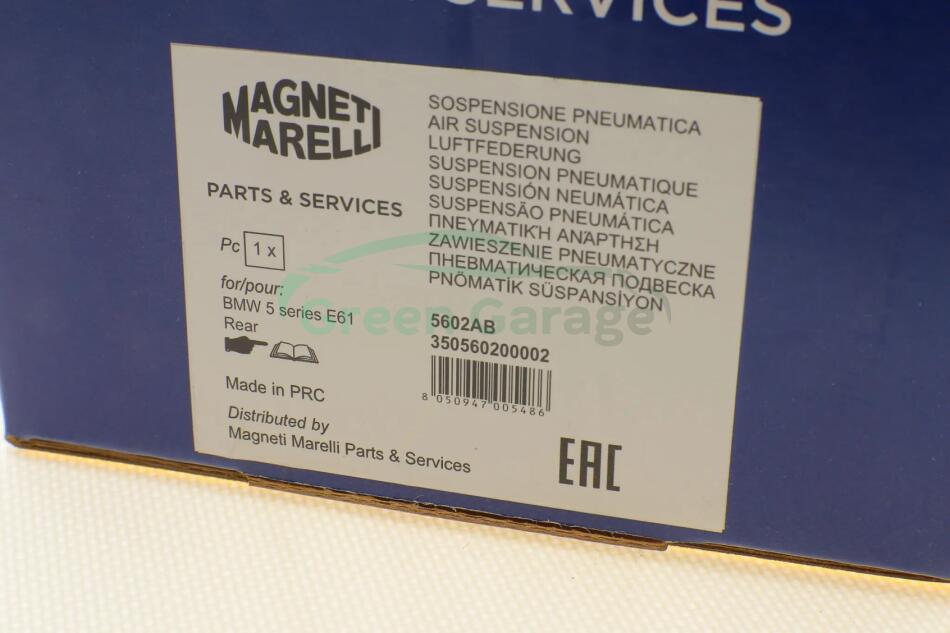 SERVICES
MAGNETI
MARELLI
PARTS & SERVICES
Pc 1 x
for/pour:
BMW 5 series E61
Rear
Made in PRC
Distributed by
Magneti Marelli Parts & Services
SOSPENSIONE PNEUMATICA
AIR SUSPENSION
LUFTFEDERUNG
SUSPENSION PNEUMATIQUE
SUSPENSIÓN NEUMÁTICA
SUSPENSÃO PNEUMÁTICA
ΠΝΕΥΜΑΤΙΚΉ ΑΝΆΡΤΗΣΗ
ZAWIESZENIE PNEUMATYCZNE
ПНЕВМАТИЧЕСКАЯ ПОДВЕСКА
PNÖMATİK SÜSPANSİYON
5602AB
350560200002
8 050947 005486
EAC
Green Garage